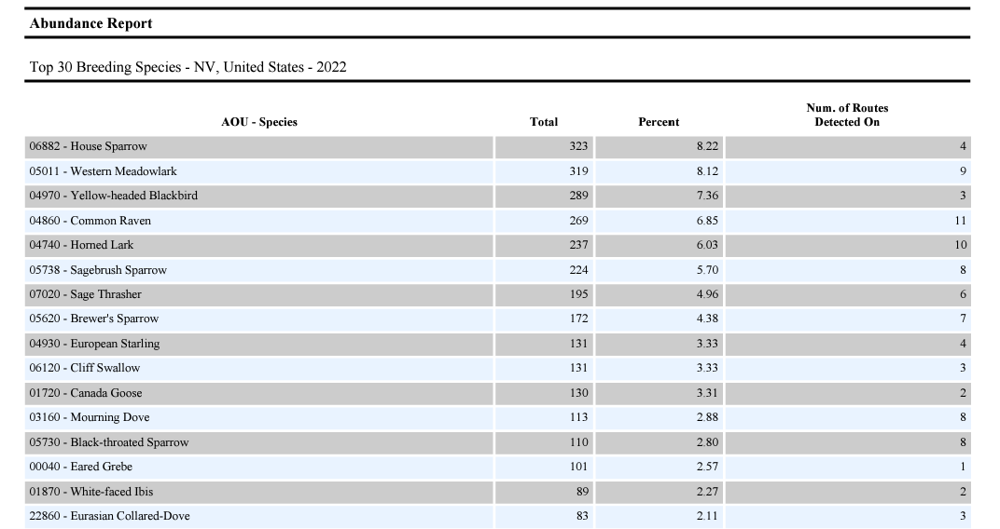 Abundance Report
Top 30 Breeding Species - NV, United States - 2022
AOU - Species Total Percent Num. of Routes Detected On
06882 - House Sparrow 323 8.22 4
05011 - Western Meadowlark 319 8.12 9
04970 - Yellow-headed Blackbird 289 7.36 3
04860 - Common Raven 269 6.85 11
04740 - Horned Lark 237 6.03 10
05738 - Sagebrush Sparrow 224 5.70 8
07020 - Sage Thrasher 195 4.96 6
05620 - Brewer's Sparrow 172 4.38 7
04930 - European Starling 131 3.33 4
06120 - Cliff Swallow 131 3.33 3
01720 - Canada Goose 130 3.31 2
03160 - Mourning Dove 113 2.88 8
05730 - Black-throated Sparrow 110 2.80 8
00040 - Eared Grebe 101 2.57 1
01870 - White-faced Ibis 89 2.27 2
22860 - Eurasian Collared-Dove 83 2.11 3